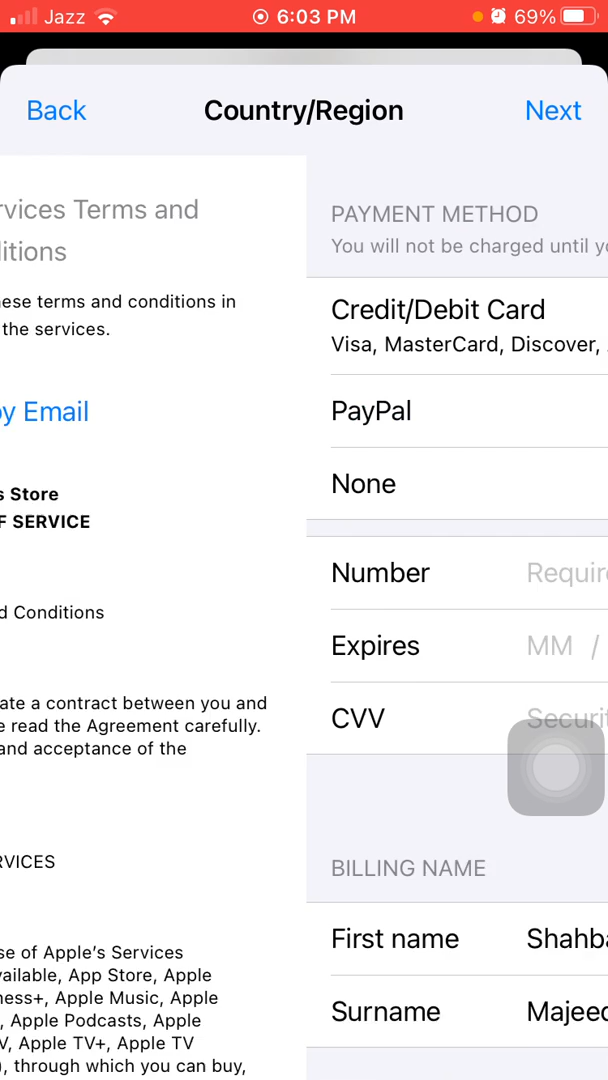 Jazz 6:03 PM 69%
Back Country/Region Next
rvices Terms and
ditions
hese terms and conditions in
the services.
by Email
s Store
F SERVICE
d Conditions
ate a contract between you and
e read the Agreement carefully.
and acceptance of the
RVICES
se of Apple’s Services
vailable, App Store, Apple
ness+, Apple Music, Apple
, Apple Podcasts, Apple
V, Apple TV+, Apple TV
), through which you can buy,
PAYMENT METHOD
You will not be charged until yo
Credit/Debit Card
Visa, MasterCard, Discover,
PayPal
None
Number Require
Expires MM /
CVV Securit
BILLING NAME
First name Shahba
Surname Majeed